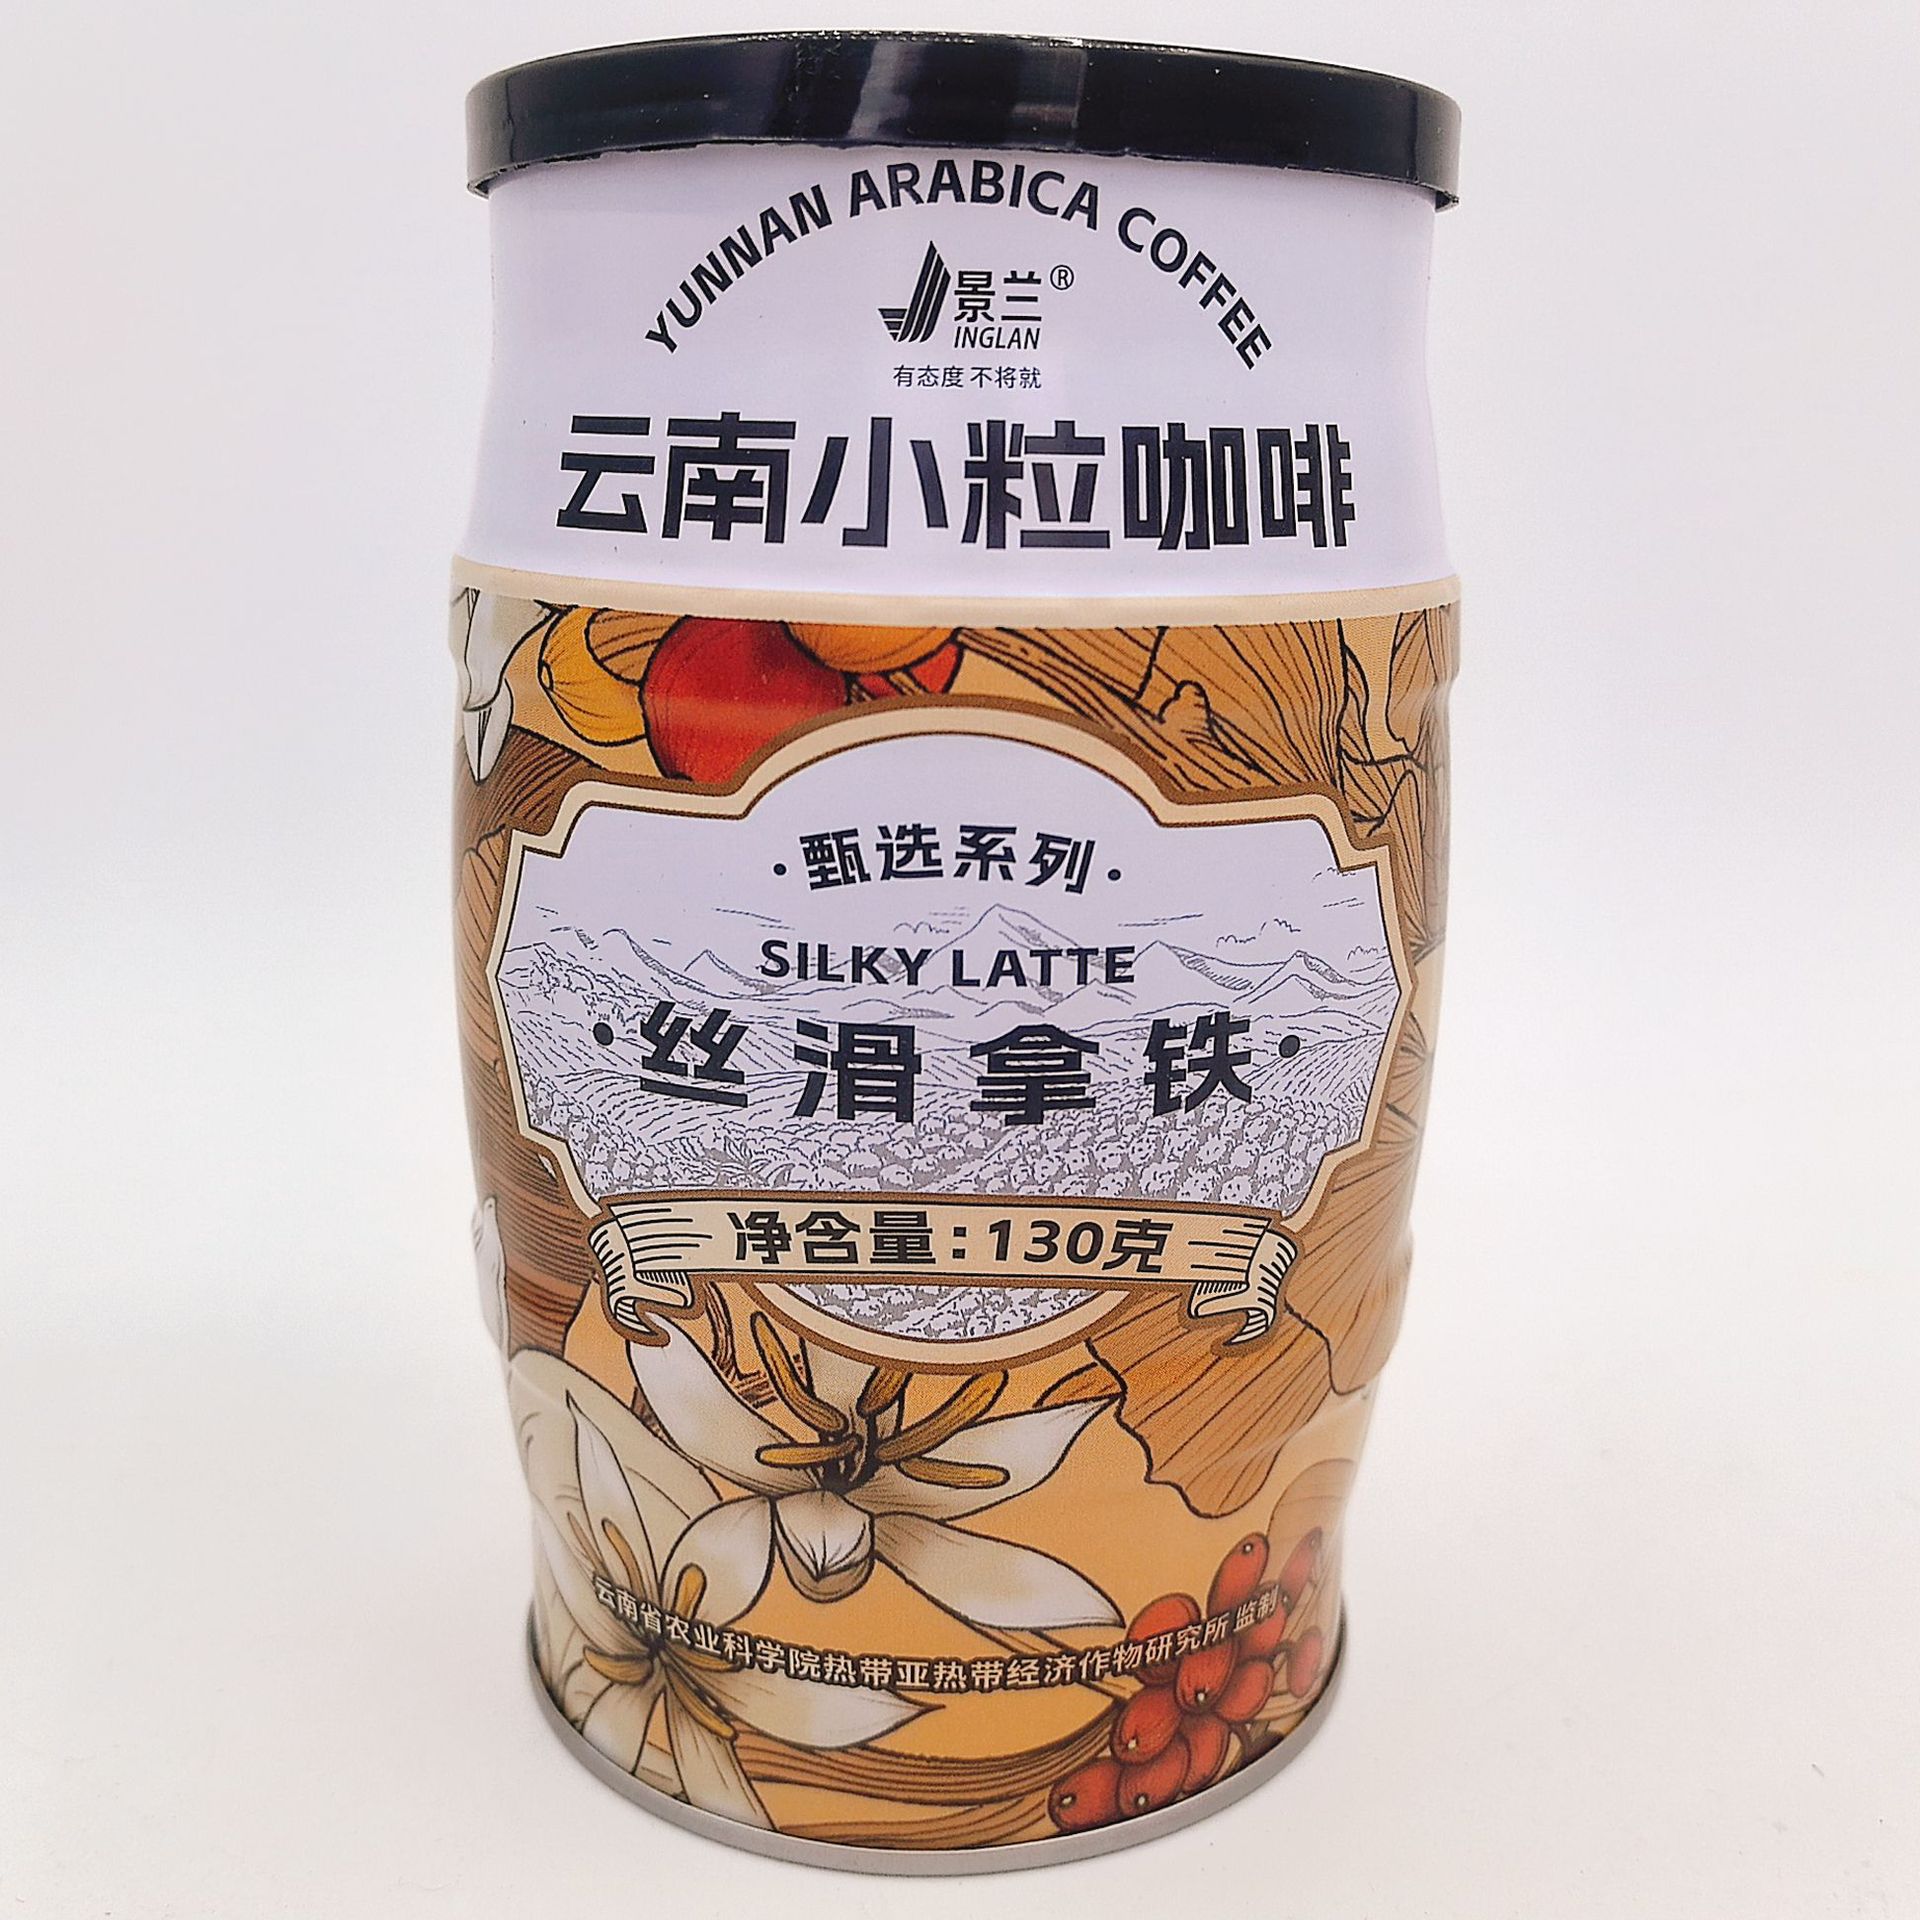 YUNNAN ARABICA COFFEE
景兰®
INGLAN
有态度 不将就
云南小粒咖啡
·甄选系列·
SILKY LATTE
·丝滑拿铁·
净含量:130克
云南省农业科学院热带亚热带经济作物研究所 监制